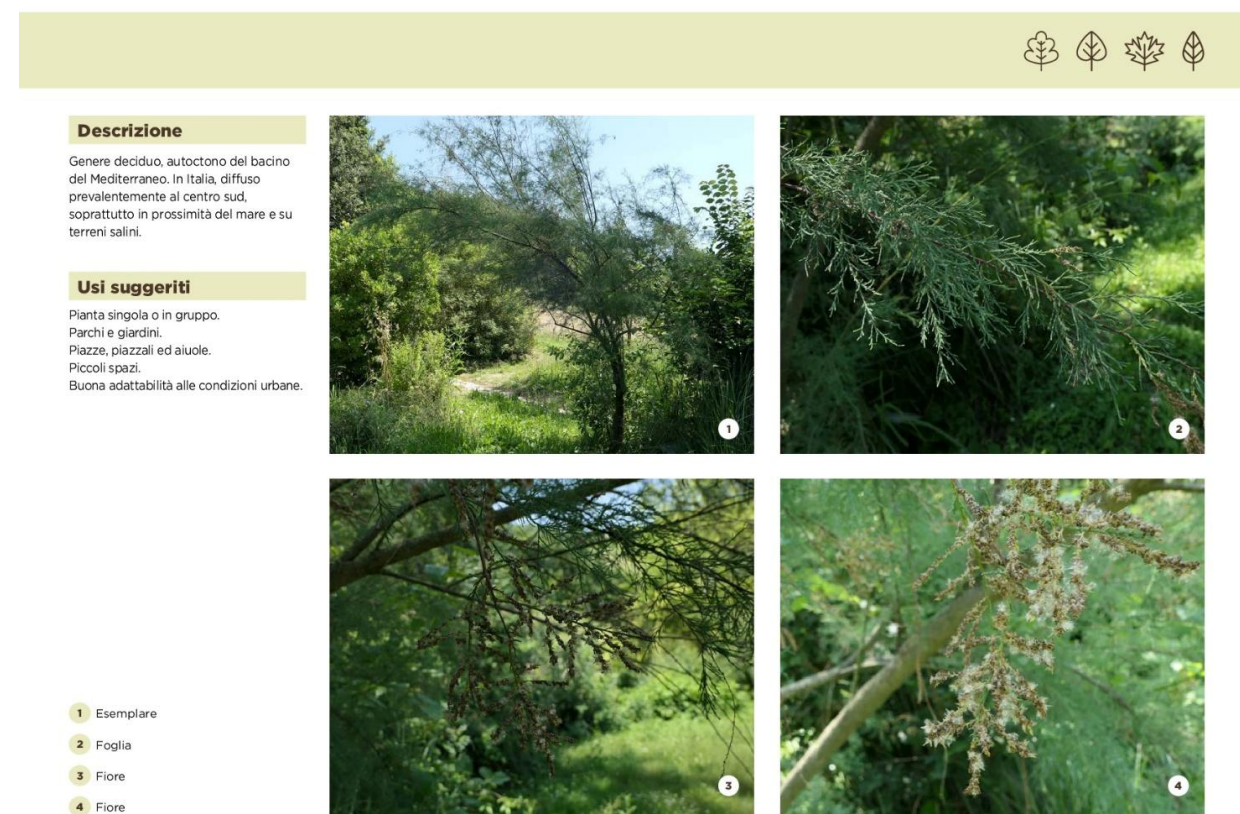 Descrizione
Genere deciduo, autoctono del bacino
del Mediterraneo. In Italia, diffuso
prevalentemente al centro sud,
soprattutto in prossimità del mare e su
terreni salini.
Usi suggeriti
Pianta singola o in gruppo.
Parchi e giardini.
Piazze, piazzali ed aiuole.
Piccoli spazi.
Buona adattabilità alle condizioni urbane.
1 Esemplare
2 Foglia
3 Fiore
4 Fiore
1
2
3
4